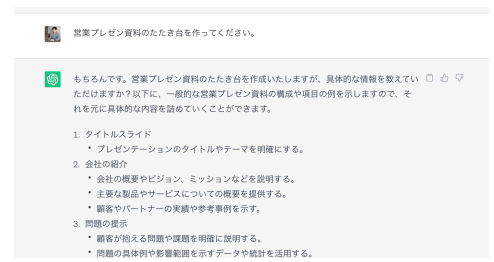 営業プレゼン資料のたたき台を作ってください。
もちろんです。営業プレゼン資料のたたき台を作成いたしますが、具体的な情報を教えてい
ただけますか？以下に、一般的な営業プレゼン資料の構成や項目の例を示しますので、そ
れを元に具体的な内容を詰めていくことができます。
1. タイトルスライド
• プレゼンテーションのタイトルやテーマを明確にする。
2. 会社の紹介
• 会社の概要やビジョン、ミッションなどを説明する。
• 主要な製品やサービスについての概要を提供する。
• 顧客やパートナーの実績や参考事例を示す。
3. 問題の提示
• 顧客が抱える問題や課題を明確に説明する。
• 問題の具体例や影響範囲を示すデータや統計を活用する。